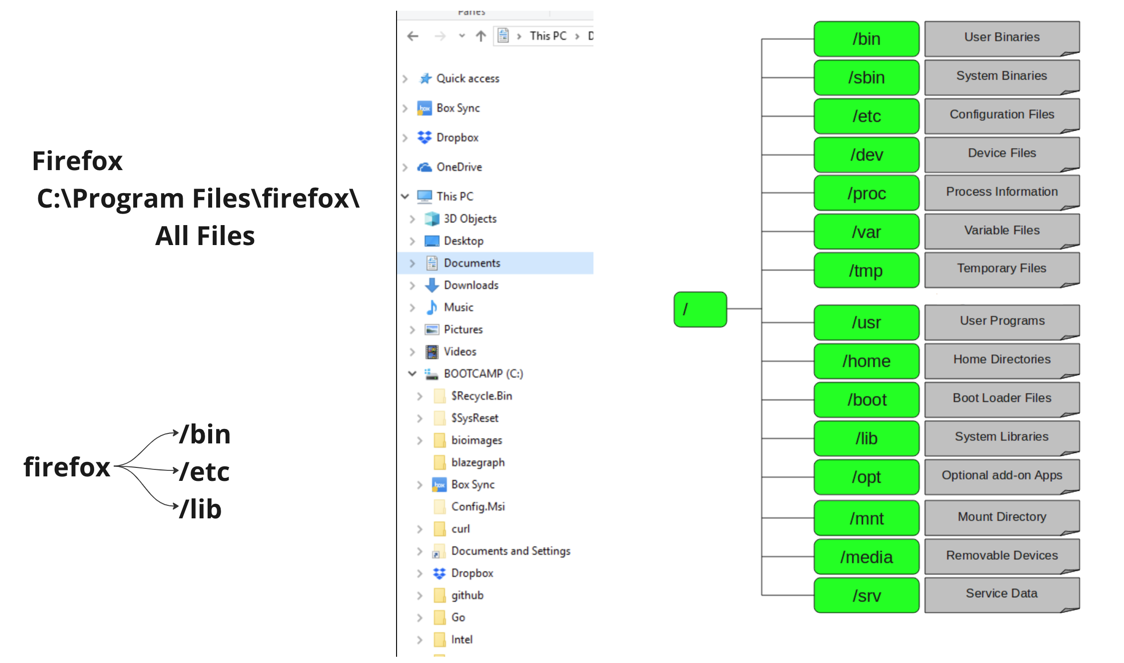 Firefox
C:\Program Files\firefox\
All Files
firefox
/bin
/etc
/lib
Panes
This PC
Quick access
Box Sync
Dropbox
OneDrive
This PC
3D Objects
Desktop
Documents
Downloads
Music
Pictures
Videos
BOOTCAMP (C:)
$Recycle.Bin
$SysReset
bioimages
blazegraph
Box Sync
Config.Msi
curl
Documents and Settings
Dropbox
github
Go
Intel
/
/bin User Binaries
/sbin System Binaries
/etc Configuration Files
/dev Device Files
/proc Process Information
/var Variable Files
/tmp Temporary Files
/usr User Programs
/home Home Directories
/boot Boot Loader Files
/lib System Libraries
/opt Optional add-on Apps
/mnt Mount Directory
/media Removable Devices
/srv Service Data